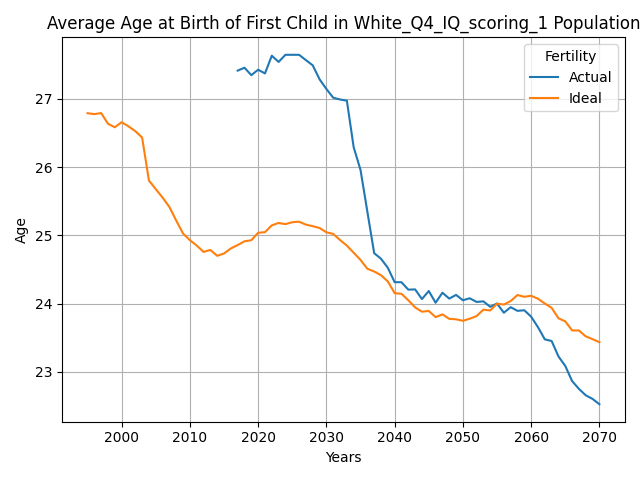 Average Age at Birth of First Child in White_Q4_IQ_scoring_1 Population
Fertility
Actual
Ideal
27
26
25
24
23
Age
2000 2010 2020 2030 2040 2050 2060 2070
Years